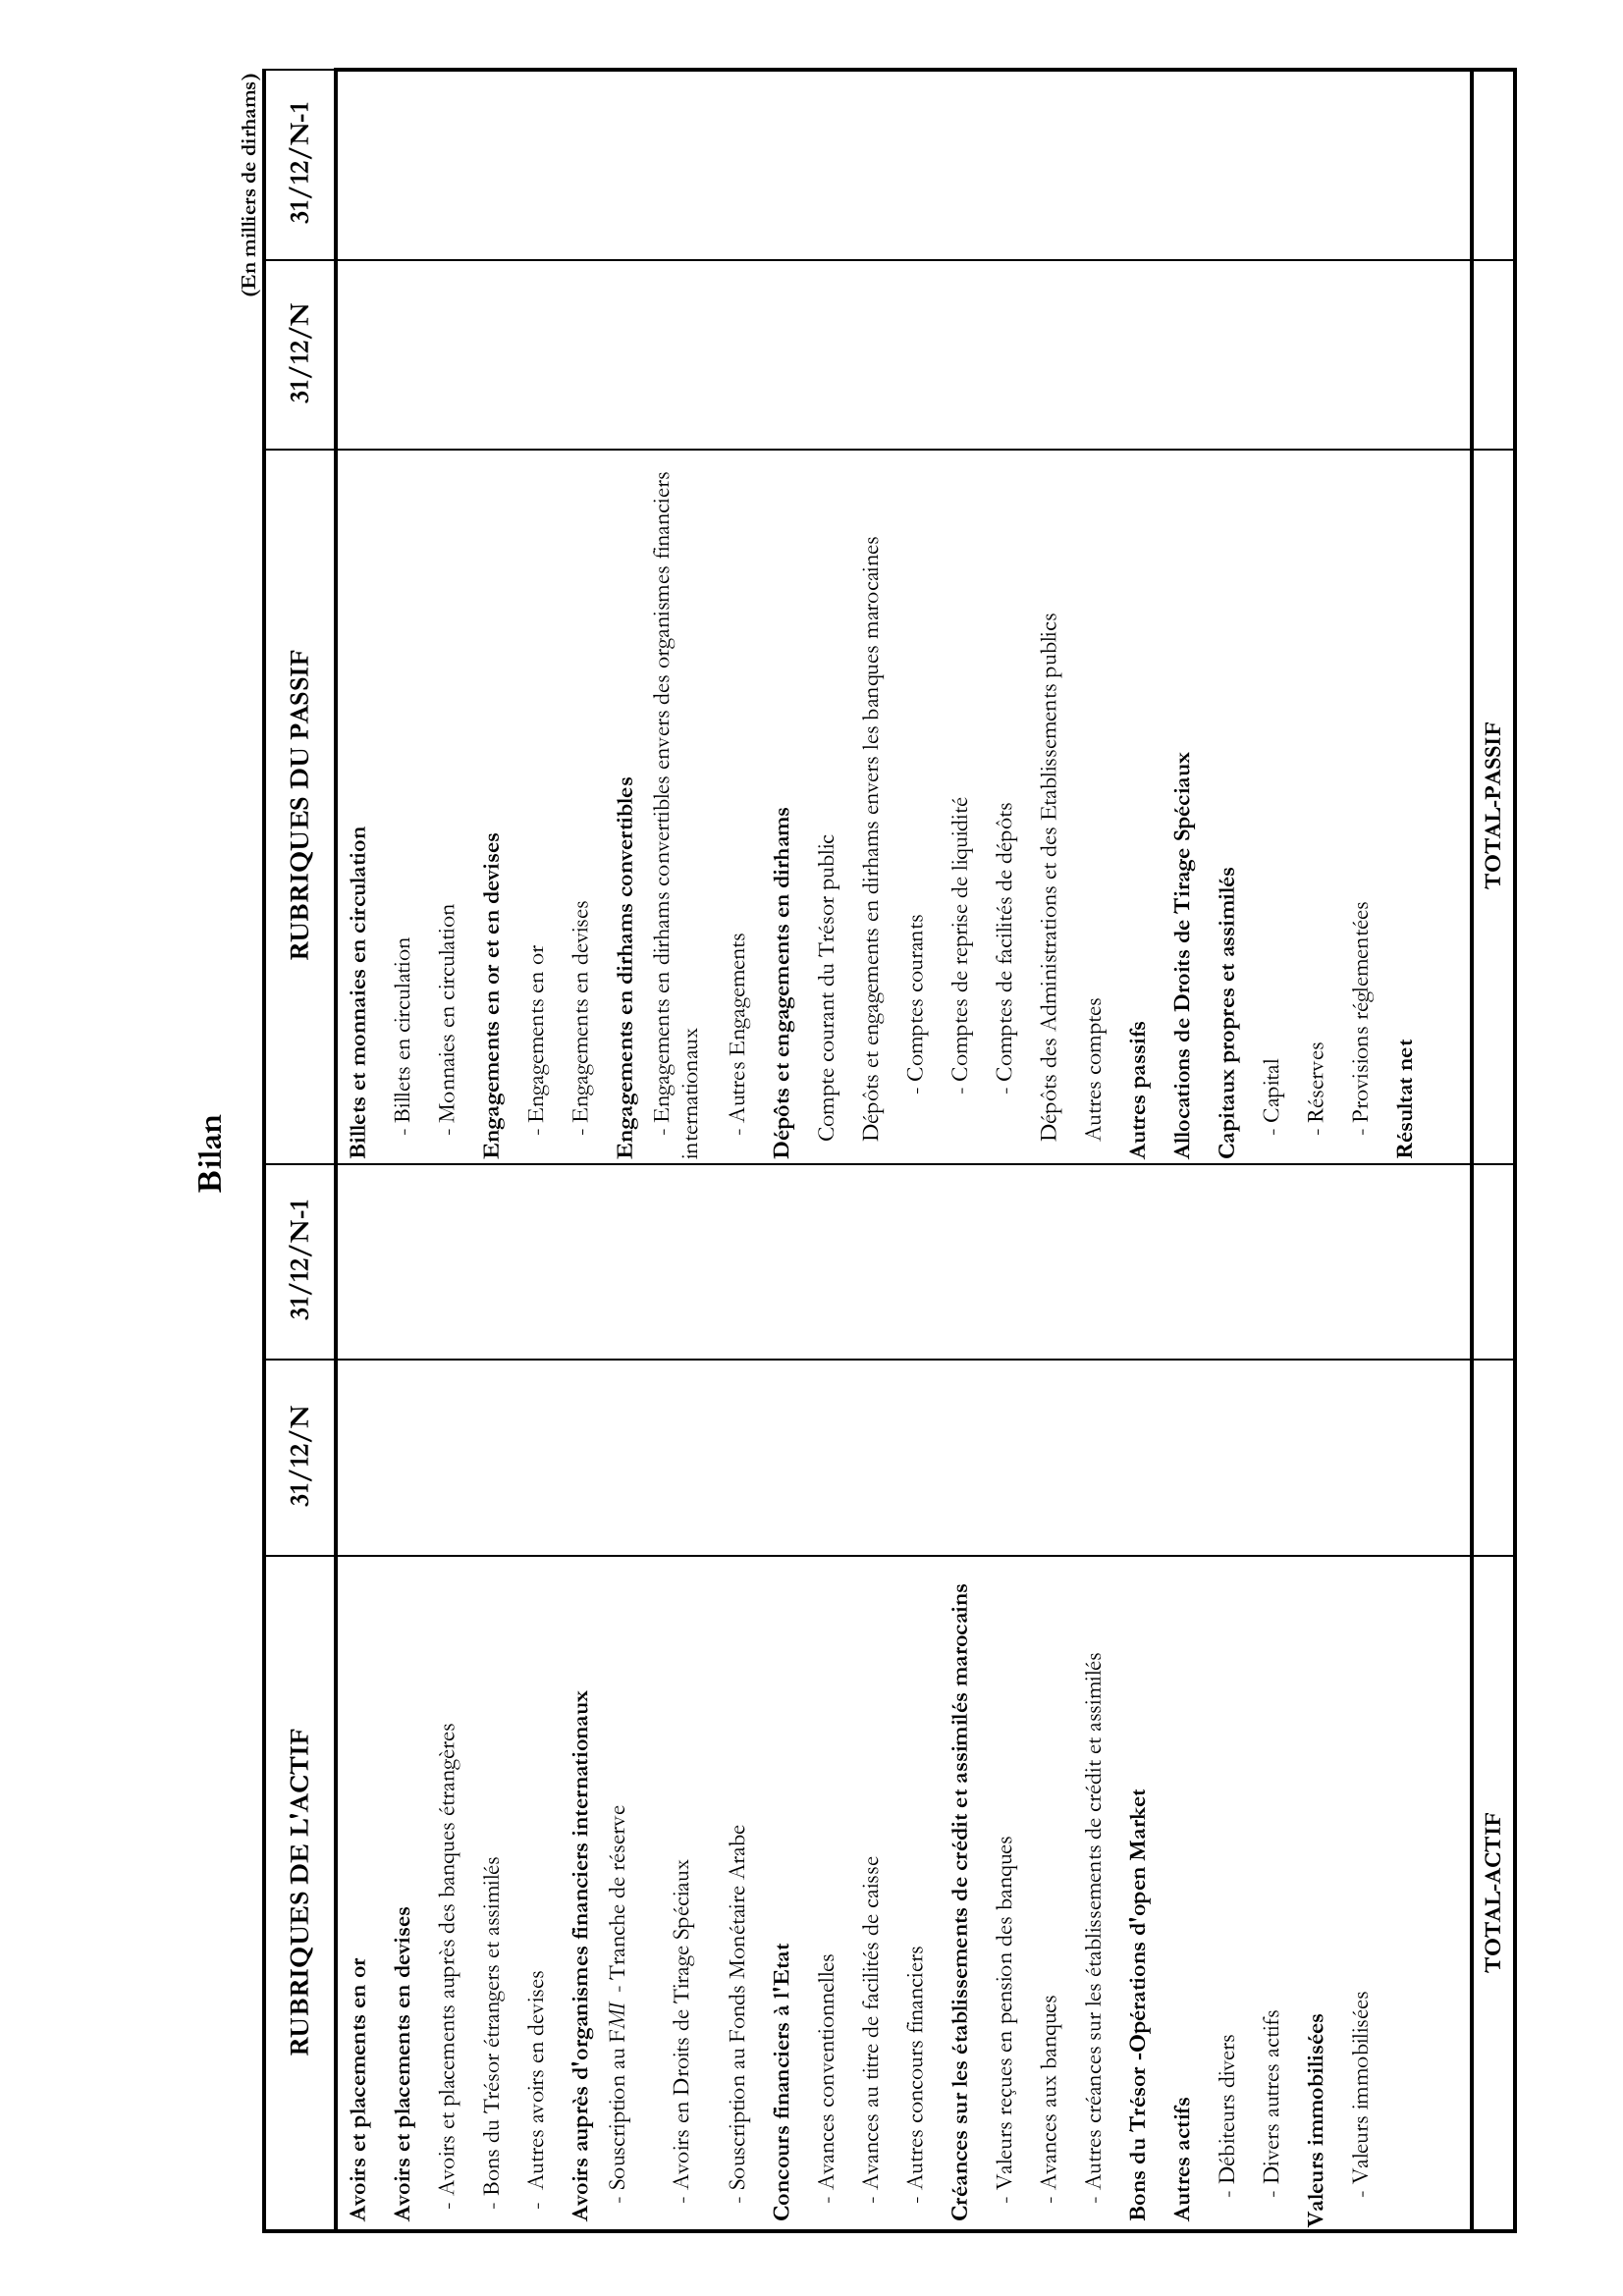 Bilan
(En milliers de dirhams)
RUBRIQUES DE L'ACTIF
31/12/N
31/12/N-1
RUBRIQUES DU PASSIF
31/12/N
31/12/N-1
Avoirs et placements en or
Avoirs et placements en devises
- Avoirs et placements auprès des banques étrangères
- Bons du Trésor étrangers et assimilés
- Autres avoirs en devises
Avoirs auprès d'organismes financiers internationaux
- Souscription au FMI - Tranche de réserve
- Avoirs en Droits de Tirage Spéciaux
- Souscription au Fonds Monétaire Arabe
Concours financiers à l'Etat
- Avances conventionnelles
- Avances au titre de facilités de caisse
- Autres concours financiers
Créances sur les établissements de crédit et assimilés marocains
- Valeurs reçues en pension des banques
- Avances aux banques
- Autres créances sur les établissements de crédit et assimilés
Bons du Trésor -Opérations d'open Market
Autres actifs
- Débiteurs divers
- Divers autres actifs
Valeurs immobilisées
- Valeurs immobilisées
Billets et monnaies en circulation
- Billets en circulation
- Monnaies en circulation
Engagements en or et en devises
- Engagements en or
- Engagements en devises
Engagements en dirhams convertibles
- Engagements en dirhams convertibles envers des organismes financiers
internationaux
- Autres Engagements
Dépôts et engagements en dirhams
Compte courant du Trésor public
Dépôts et engagements en dirhams envers les banques marocaines
- Comptes courants
- Comptes de reprise de liquidité
- Comptes de facilités de dépôts
Dépôts des Administrations et des Etablissements publics
Autres comptes
Autres passifs
Allocations de Droits de Tirage Spéciaux
Capitaux propres et assimilés
- Capital
- Réserves
- Provisions réglementées
Résultat net
TOTAL-ACTIF
TOTAL-PASSIF